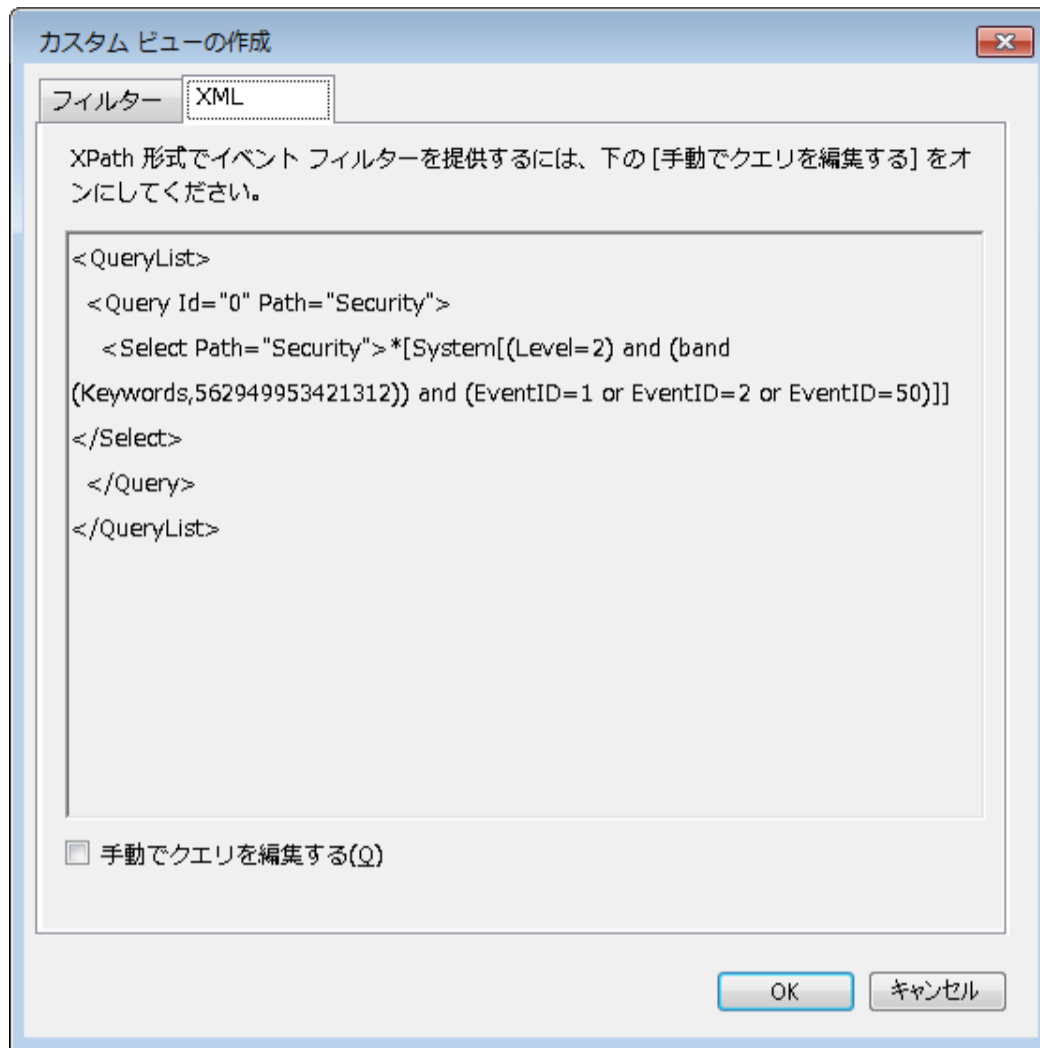 カスタム ビューの作成
フィルター
XML
XPath 形式でイベント フィルターを提供するには、下の [手動でクエリを編集する] をオ
ンにしてください。
<QueryList>
<Query Id="0" Path="Security">
<Select Path="Security">*[System[(Level=2) and (band
(Keywords,562949953421312)) and (EventID=1 or EventID=2 or EventID=50)]]
</Select>
</Query>
</QueryList>
手動でクエリを編集する(Q)
OK
キャンセル